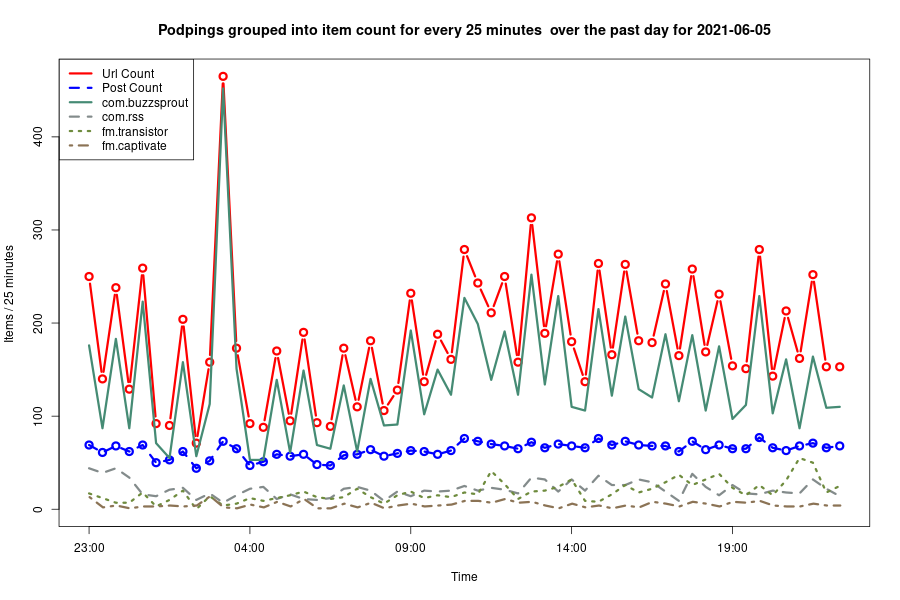 Podpings grouped into item count for every 25 minutes  over the past day for 2021-06-05
Url Count
Post Count
com.buzzsprout
com.rss
fm.transistor
fm.captivate
Items / 25 minutes
400
300
200
100
0
23:00 04:00 09:00 14:00 19:00
Time